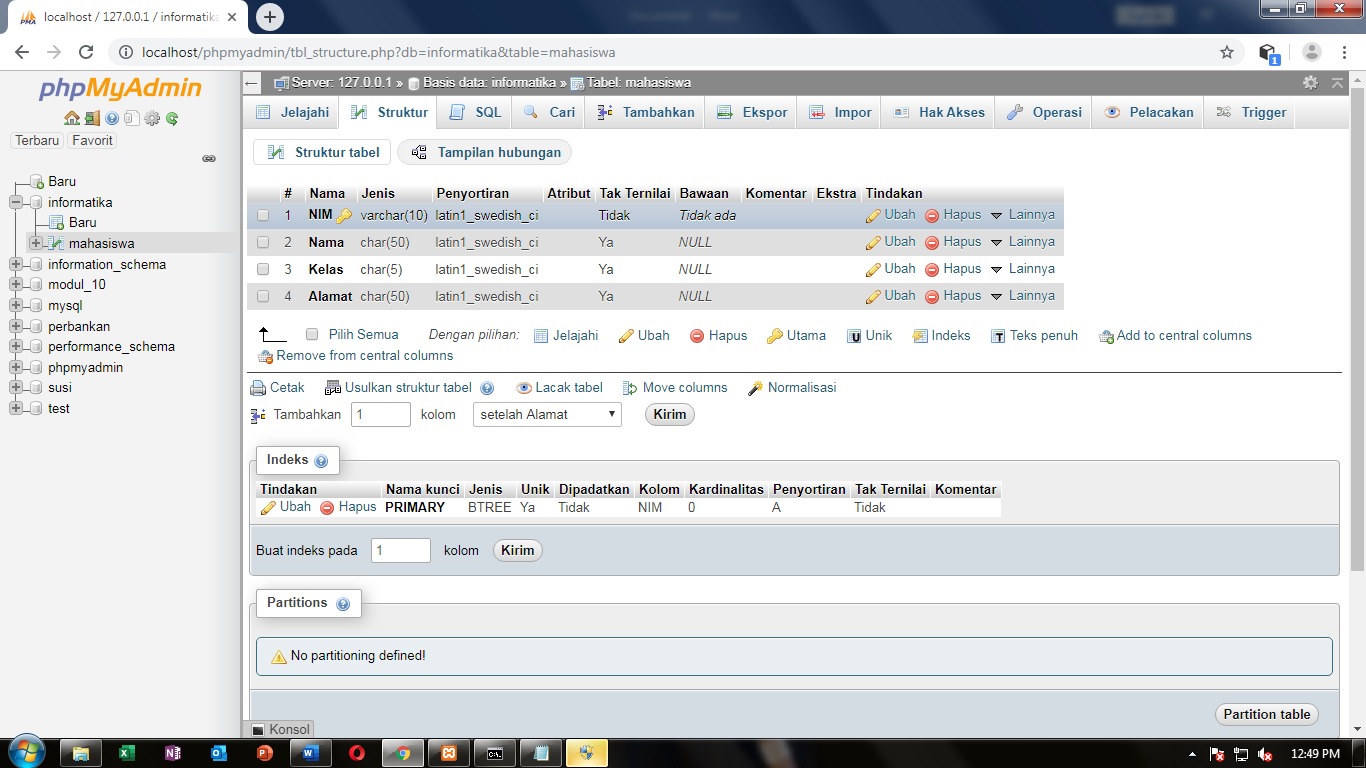 localhost / 127.0.0.1 / informatika
localhost/phpmyadmin/tbl_structure.php?db=informatika&table=mahasiswa
1
phpMyAdmin
Terbaru Favorit
Baru
informatika
Baru
mahasiswa
information_schema
modul_10
mysql
perbankan
performance_schema
phpmyadmin
susi
test
Server: 127.0.0.1 » Basis data: informatika » Tabel: mahasiswa
Jelajahi Struktur SQL Cari Tambahkan Ekspor Impor Hak Akses Operasi Pelacakan Trigger
Struktur tabel Tampilan hubungan
# Nama Jenis Penyortiran Atribut Tak Ternilai Bawaan Komentar Ekstra Tindakan
1 NIM varchar(10) latin1_swedish_ci Tidak Tidak ada Ubah Hapus Lainnya
2 Nama char(50) latin1_swedish_ci Ya NULL Ubah Hapus Lainnya
3 Kelas char(5) latin1_swedish_ci Ya NULL Ubah Hapus Lainnya
4 Alamat char(50) latin1_swedish_ci Ya NULL Ubah Hapus Lainnya
Pilih Semua Dengan pilihan: Jelajahi Ubah Hapus Utama Unik Indeks Teks penuh Add to central columns
Remove from central columns
Cetak Usulkan struktur tabel Lacak tabel Move columns Normalisasi
Tambahkan 1 kolom setelah Alamat Kirim
Indeks
Tindakan Nama kunci Jenis Unik Dipadatkan Kolom Kardinalitas Penyortiran Tak Ternilai Komentar
Ubah Hapus PRIMARY BTREE Ya Tidak NIM 0 A Tidak
Buat indeks pada 1 kolom Kirim
Partitions
No partitioning defined!
Partition table
Konsol
12:49 PM